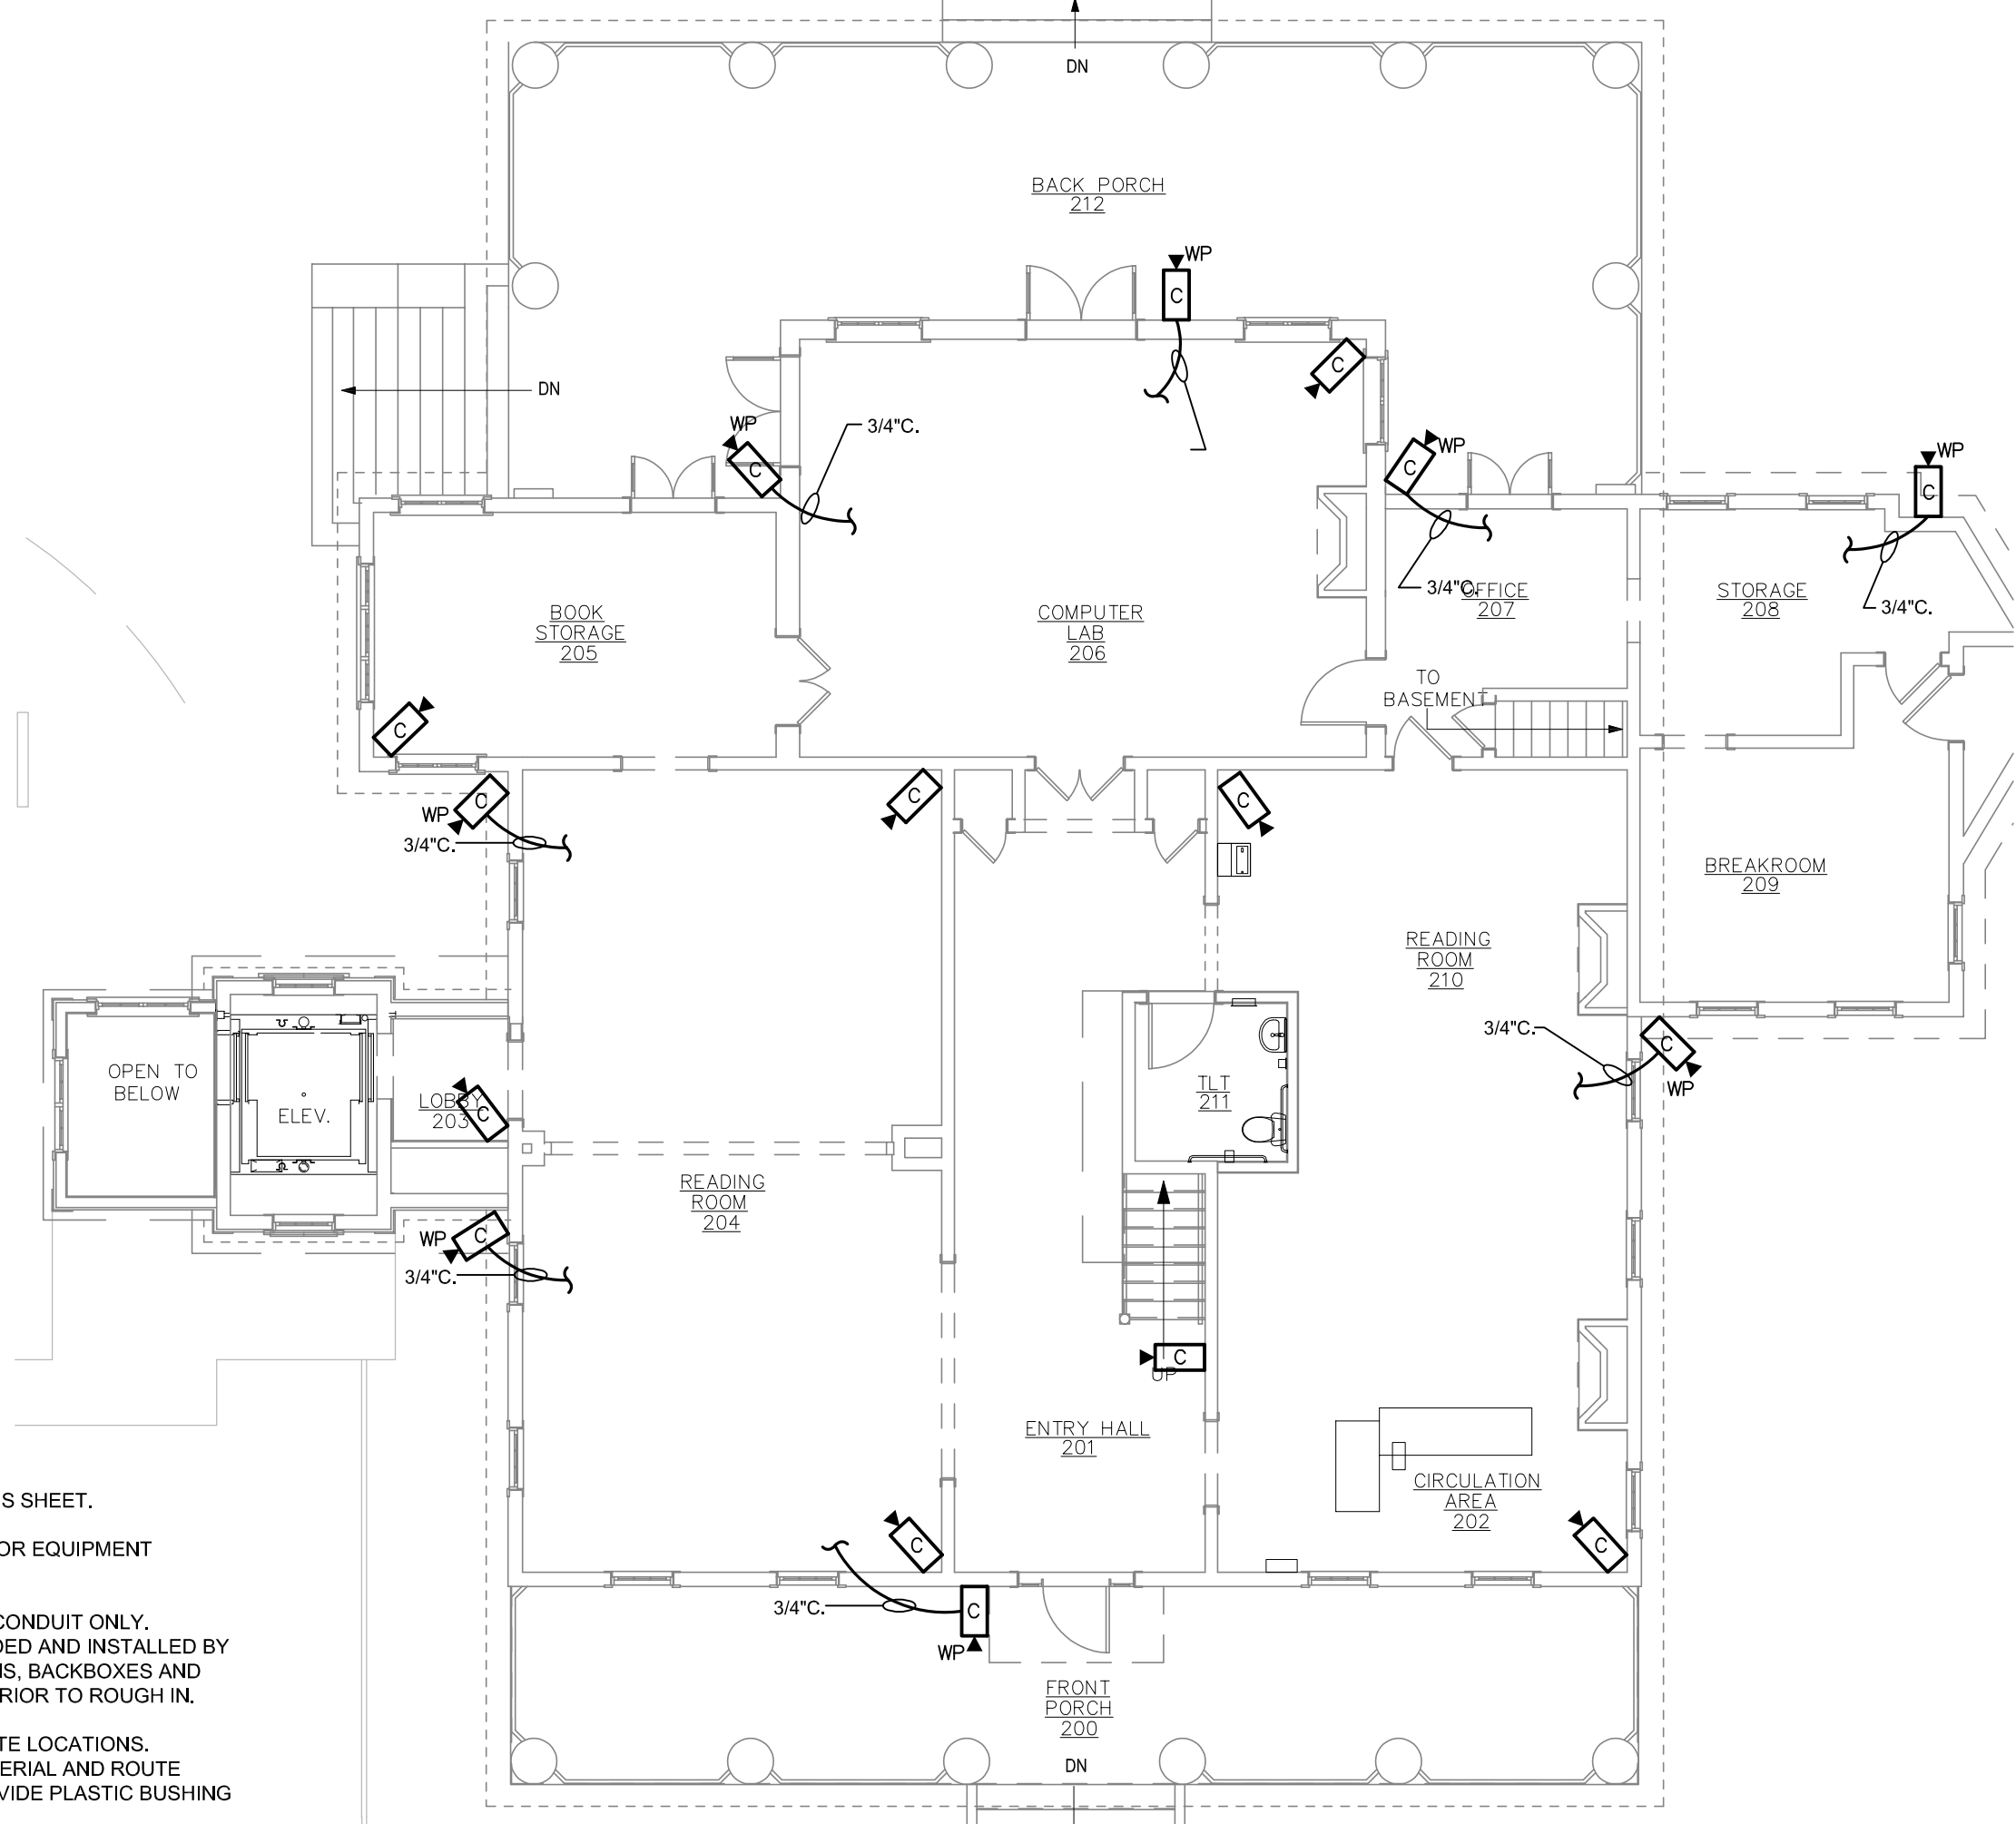 DN
BACK PORCH
212
WP
C
C
DN
WP
C
3/4"C.
C
WP
WP
C
3/4"C.
OFFICE
207
STORAGE
208
3/4"C.
BOOK
STORAGE
205
COMPUTER
LAB
206
TO
BASEMENT
C
C
WP
3/4"C.
C
C
BREAKROOM
209
READING
ROOM
210
3/4"C.
C
WP
OPEN TO
BELOW
ELEV.
LOBBY
203
C
TLT
211
READING
ROOM
204
WP
C
3/4"C.
C
UP
ENTRY HALL
201
CIRCULATION
AREA
202
C
C
3/4"C.
C
WP
FRONT
PORCH
200
DN
S SHEET.
OR EQUIPMENT
CONDUIT ONLY.
DED AND INSTALLED BY
NS, BACKBOXES AND
RIOR TO ROUGH IN.
TE LOCATIONS.
ERIAL AND ROUTE
VIDE PLASTIC BUSHING